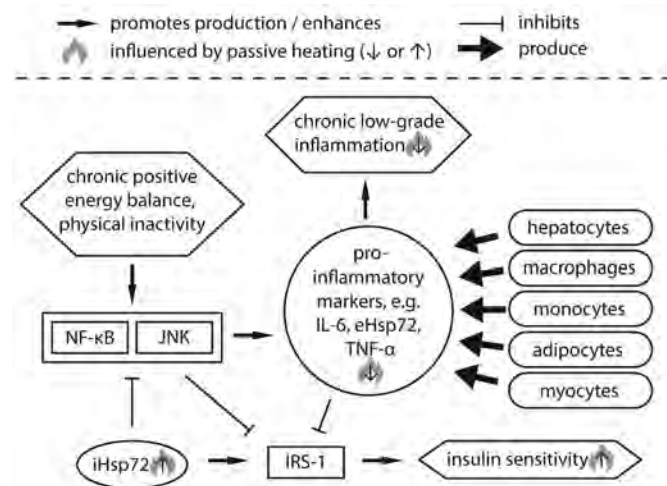 promotes production / enhances
inhibits
influenced by passive heating (↓ or ↑)
produce
chronic low-grade
inflammation ↓
chronic positive
energy balance,
physical inactivity
pro-
inflammatory
markers, e.g.
IL-6, eHsp72,
TNF-α
↓
hepatocytes
macrophages
monocytes
adipocytes
myocytes
NF-κB
JNK
iHsp72 ↑
IRS-1
insulin sensitivity ↑